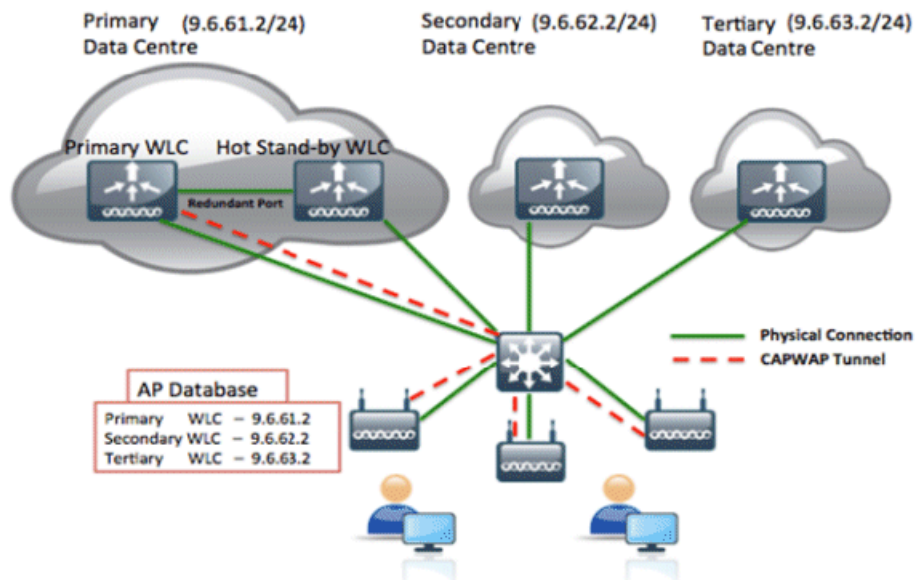 Primary (9.6.61.2/24)
Data Centre
Secondary (9.6.62.2/24)
Data Centre
Tertiary (9.6.63.2/24)
Data Centre
Primary WLC
Hot Stand-by WLC
Redundant Port
Physical Connection
CAPWAP Tunnel
AP Database
Primary WLC – 9.6.61.2
Secondary WLC – 9.6.62.2
Tertiary WLC – 9.6.63.2